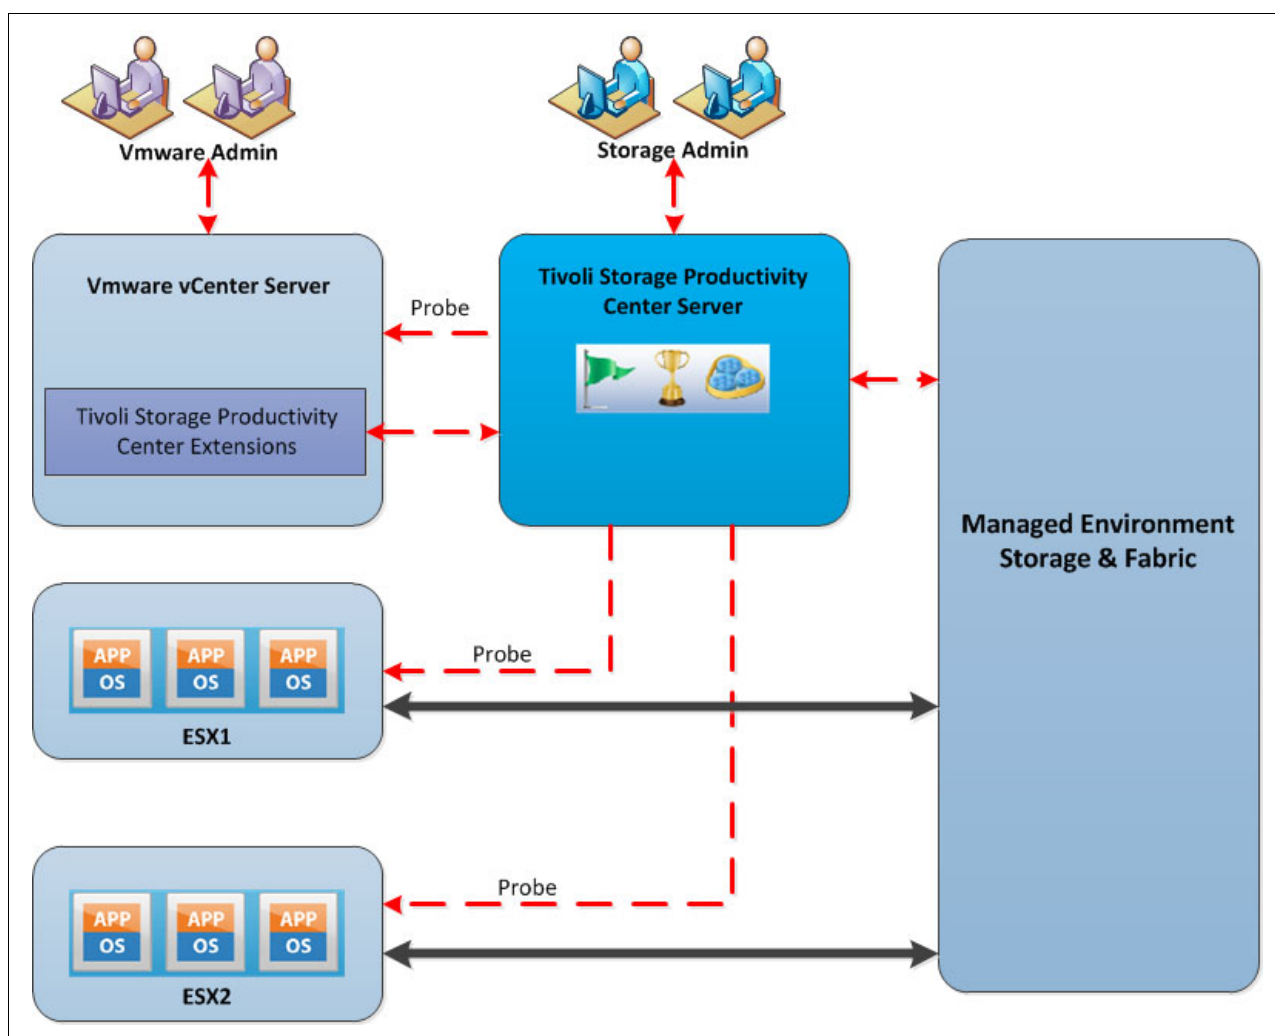 Vmware Admin
Storage Admin
Vmware vCenter Server
Tivoli Storage Productivity
Center Extensions
Probe
Tivoli Storage Productivity
Center Server
Managed Environment
Storage & Fabric
APP
OS
APP
OS
APP
OS
ESX1
Probe
APP
OS
APP
OS
APP
OS
ESX2
Probe